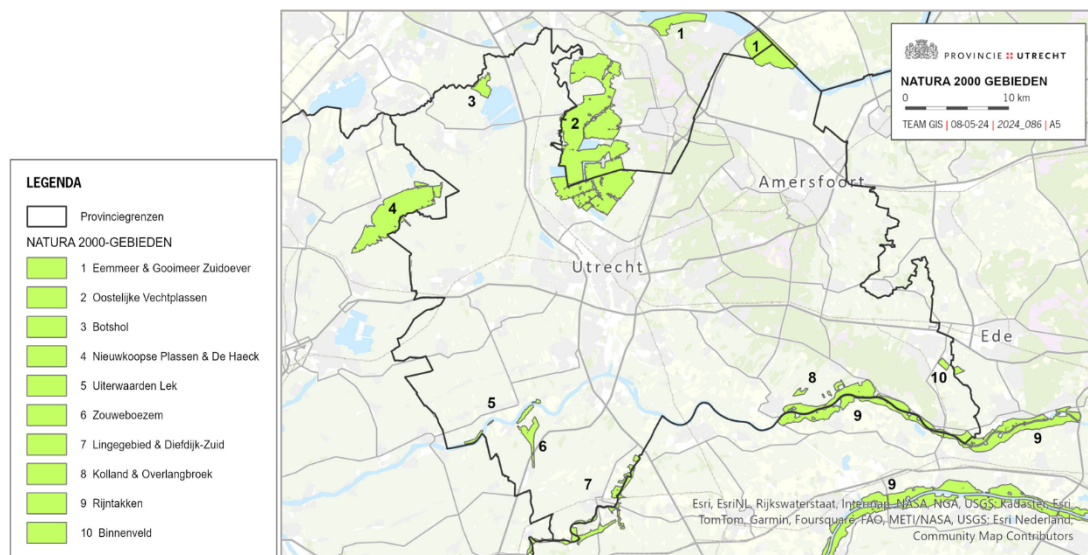 LEGENDA
Provinciegrenzen
NATURA 2000-GEBIEDEN
1 Eemmeer & Gooimeer Zuidoever
2 Oostelijke Vechtplassen
3 Botshol
4 Nieuwkoopse Plassen & De Haeck
5 Uiterwaarden Lek
6 Zouweboezem
7 Lingegebied & Diefdijk-Zuid
8 Kolland & Overlangbroek
9 Rijntakken
10 Binnenveld
1
1
2
3
4
Amersfoort
Utrecht
Ede
5
6
7
8
9
10
9
9
PROVINCIE UTRECHT
NATURA 2000 GEBIEDEN
0 10 km
TEAM GIS | 08-05-24 | 2024_086 | A5
Esri, EsriNL, Rijkswaterstaat, Intermap, NASA, NGA, USGS; Kadaster, Esri,
TomTom, Garmin, Foursquare, FAO, METI/NASA, USGS; Esri Nederland,
Community Map Contributors